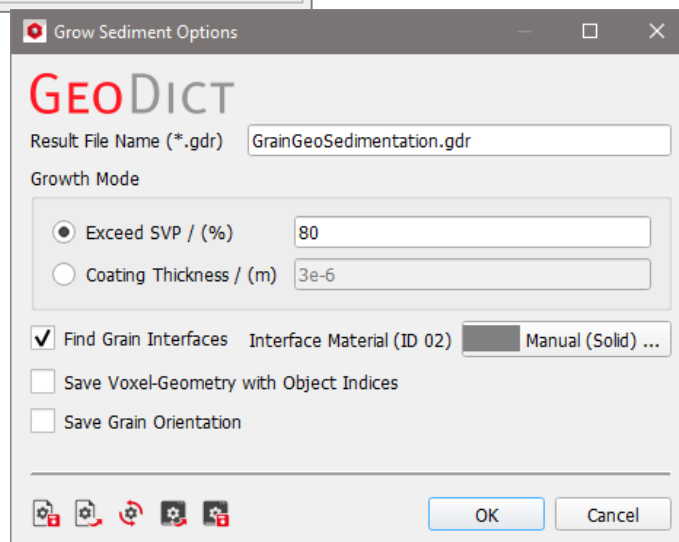 Grow Sediment Options
GEODICT
Result File Name (*.gdr) GrainGeoSedimentation.gdr
Growth Mode
Exceed SVP / (%) 80
Coating Thickness / (m) 3e-6
Find Grain Interfaces Interface Material (ID 02) Manual (Solid) ...
Save Voxel-Geometry with Object Indices
Save Grain Orientation
OK Cancel